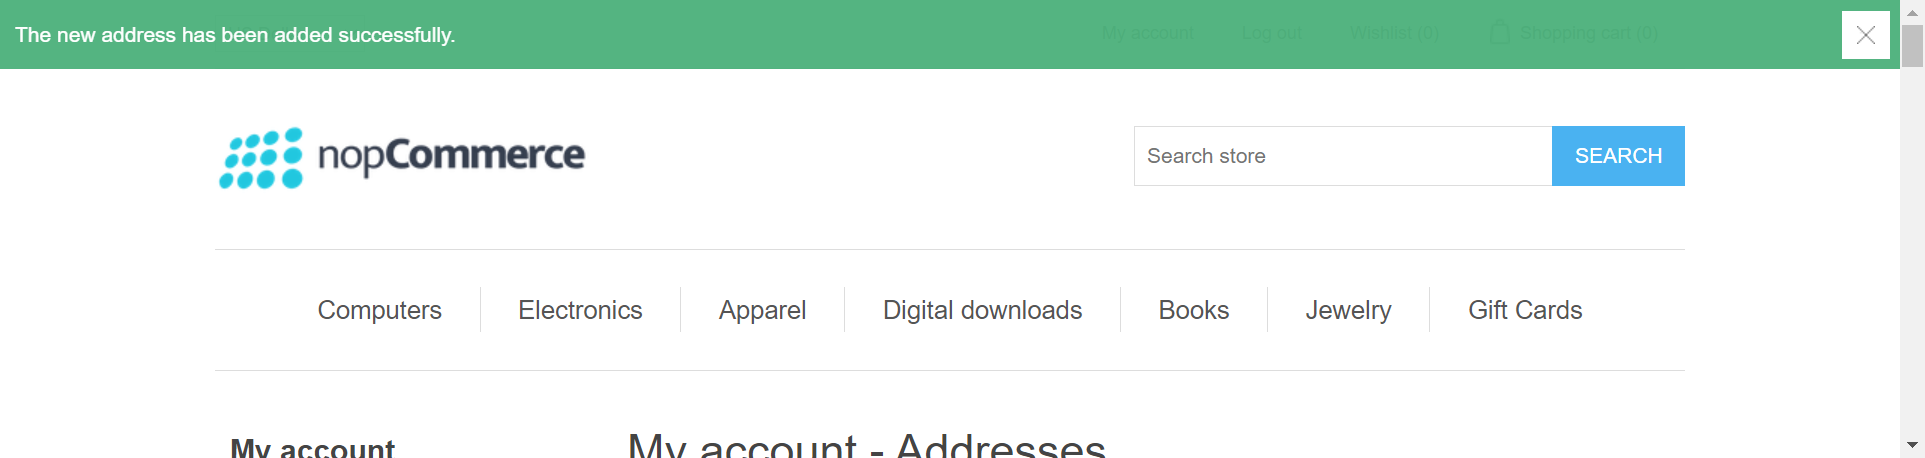 The new address has been added successfully.
My account Log out Wishlist (0) Shopping cart (0)
nopCommerce
Search store
SEARCH
Computers Electronics Apparel Digital downloads Books Jewelry Gift Cards
My account
My account - Addresses